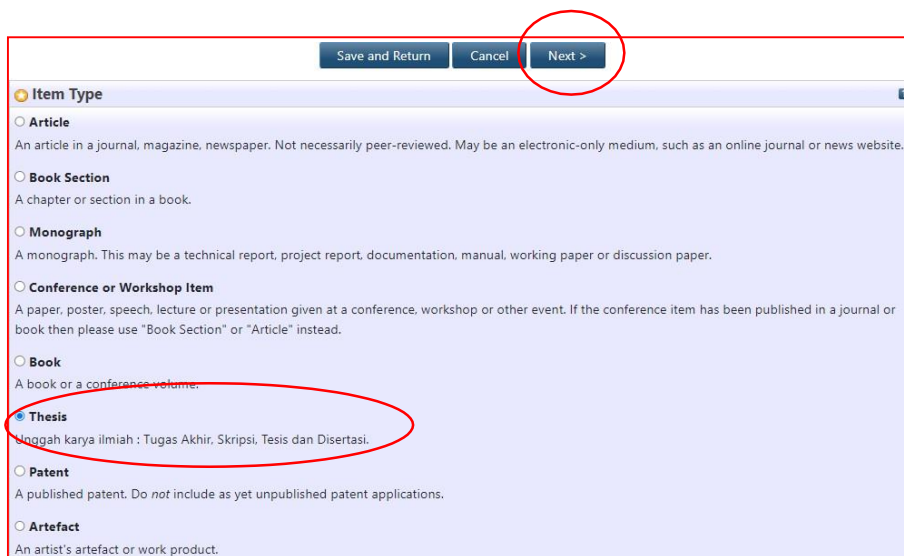 Save and Return Cancel Next >
Item Type
Article
An article in a journal, magazine, newspaper. Not necessarily peer-reviewed. May be an electronic-only medium, such as an online journal or news website.
Book Section
A chapter or section in a book.
Monograph
A monograph. This may be a technical report, project report, documentation, manual, working paper or discussion paper.
Conference or Workshop Item
A paper, poster, speech, lecture or presentation given at a conference, workshop or other event. If the conference item has been published in a journal or
book then please use "Book Section" or "Article" instead.
Book
A book or a conference volume.
Thesis
Unggah karya ilmiah : Tugas Akhir, Skripsi, Tesis dan Disertasi.
Patent
A published patent. Do not include as yet unpublished patent applications.
Artefact
An artist's artefact or work product.